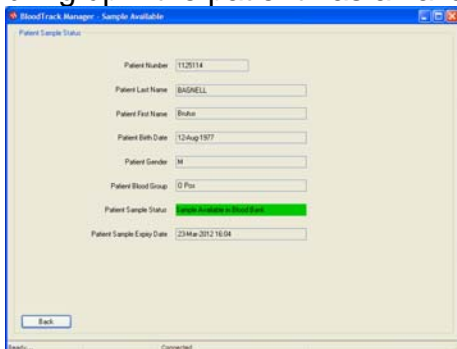 BloodTrack Manager - Sample Available
Patient Sample Status
Patient Number 1125114
Patient Last Name BAGNELL
Patient First Name Brutus
Patient Birth Date 12-Aug-1977
Patient Gender M
Patient Blood Group O Pos
Patient Sample Status Sample Available in Blood Bank
Patient Sample Expiry Date 23-Mar-2012 16:04
Back
Ready Connected